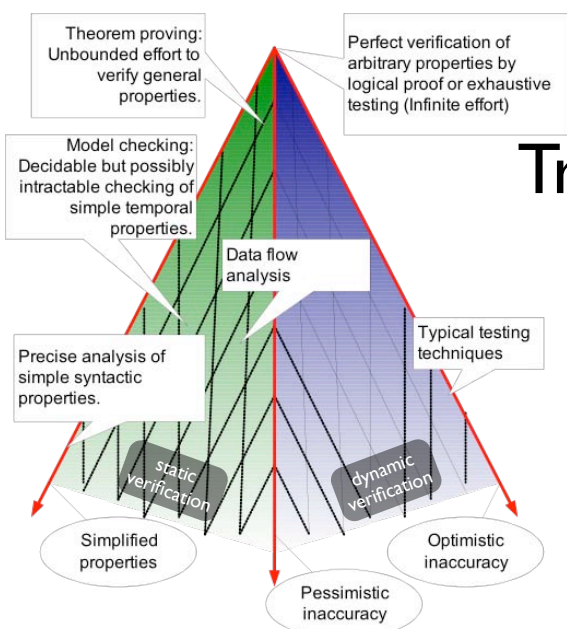 Theorem proving:
Unbounded effort to
verify general
properties.
Perfect verification of
arbitrary properties by
logical proof or exhaustive
testing (Infinite effort)
Model checking:
Decidable but possibly
intractable checking of
simple temporal
properties.
Tr
Data flow
analysis
Typical testing
techniques
Precise analysis of
simple syntactic
properties.
static
verification
dynamic
verification
Simplified
properties
Optimistic
inaccuracy
Pessimistic
inaccuracy